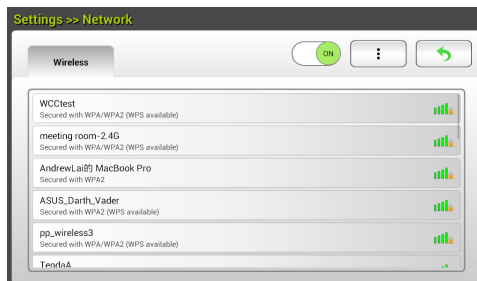 Settings >> Network
Wireless
ON
WCCtest
Secured with WPA/WPA2 (WPS available)
meeting room-2.4G
Secured with WPA/WPA2 (WPS available)
AndrewLai的 MacBook Pro
Secured with WPA2
ASUS_Darth_Vader
Secured with WPA2 (WPS available)
pp_wireless3
Secured with WPA/WPA2 (WPS available)
TendaA